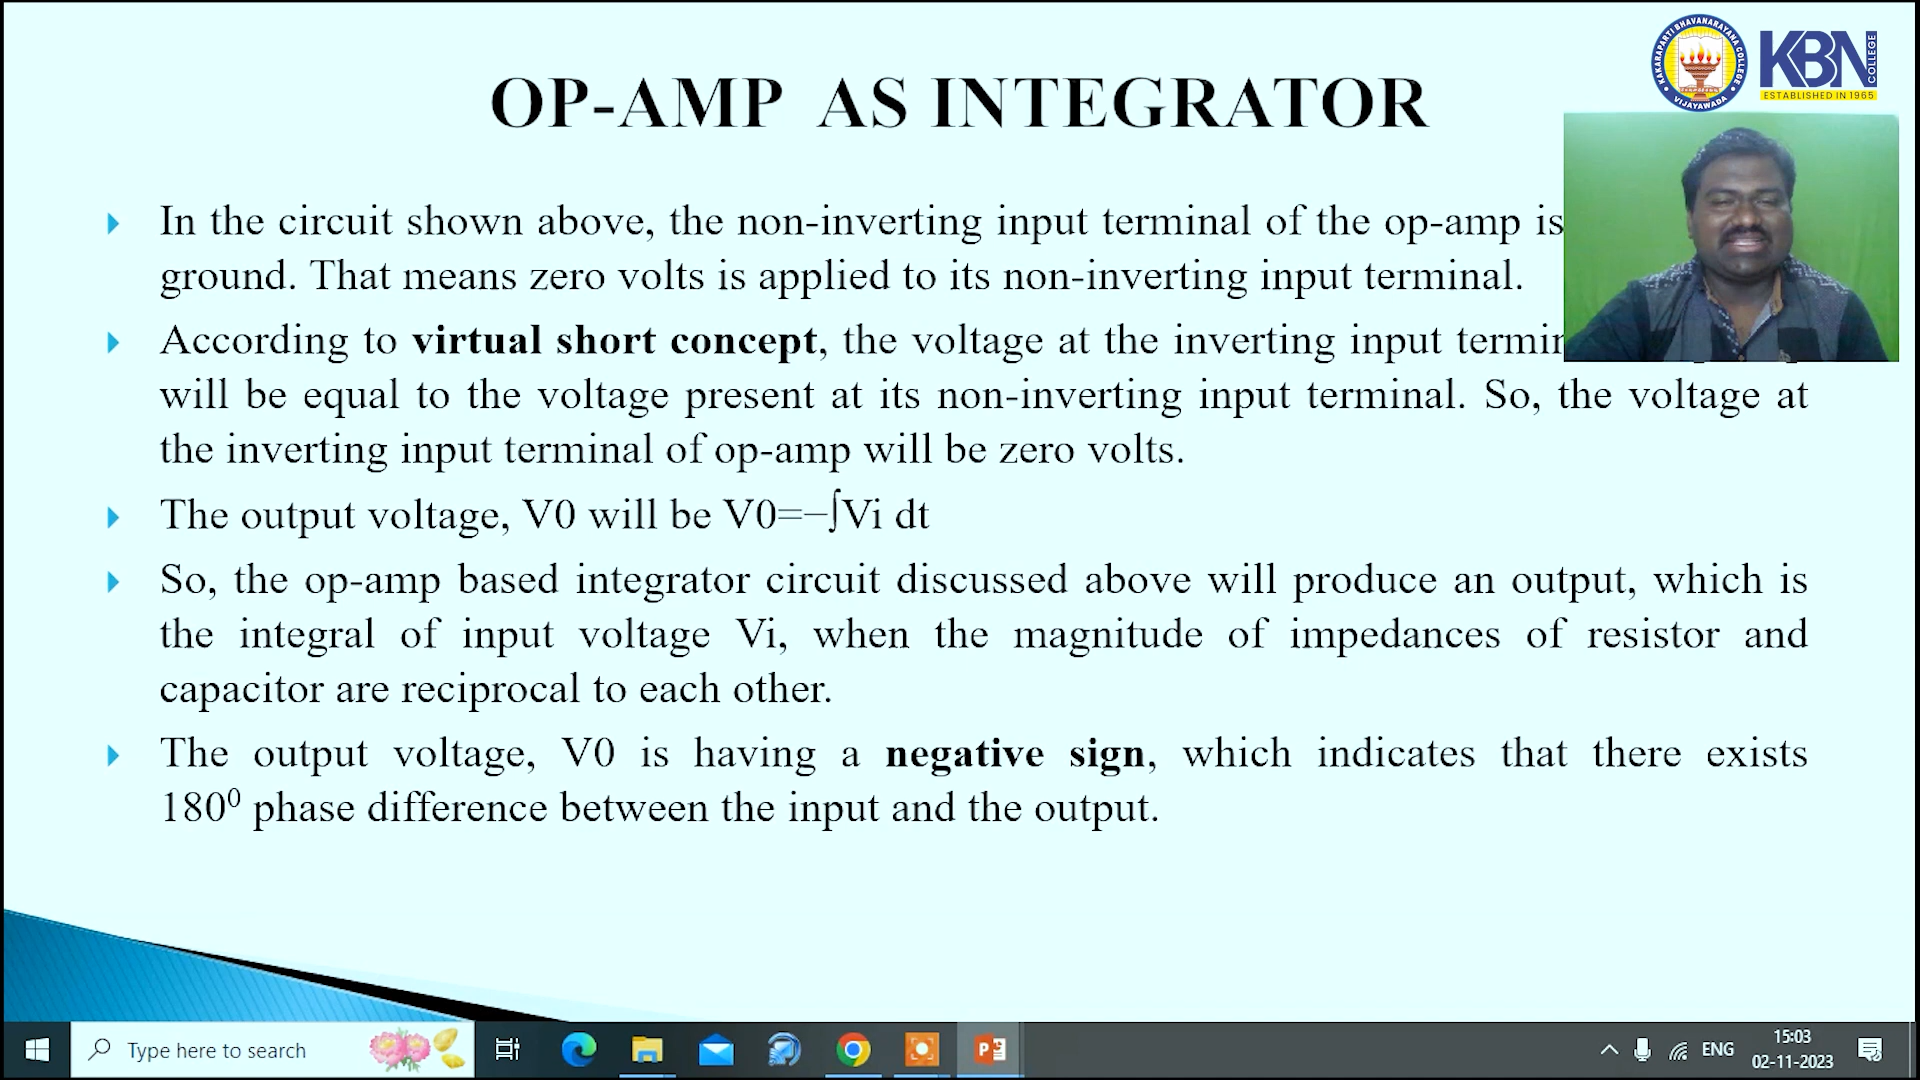 KAKARAPARTI BHAVANARAYANA COLLEGE
VIJAYAWADA
KBN
COLLEGE
ESTABLISHED IN 1965
OP-AMP AS INTEGRATOR
In the circuit shown above, the non-inverting input terminal of the op-amp is
ground. That means zero volts is applied to its non-inverting input terminal.
According to virtual short concept, the voltage at the inverting input
will be equal to the voltage present at its non-inverting input terminal. So, the voltage at
the inverting input terminal of op-amp will be zero volts.
The output voltage, V0 will be V0=−∫Vi dt
So, the op-amp based integrator circuit discussed above will produce an output, which is
the integral of input voltage Vi, when the magnitude of impedances of resistor and
capacitor are reciprocal to each other.
The output voltage, V0 is having a negative sign, which indicates that there exists
180⁰ phase difference between the input and the output.
Type here to search
ENG
15:03
02-11-2023